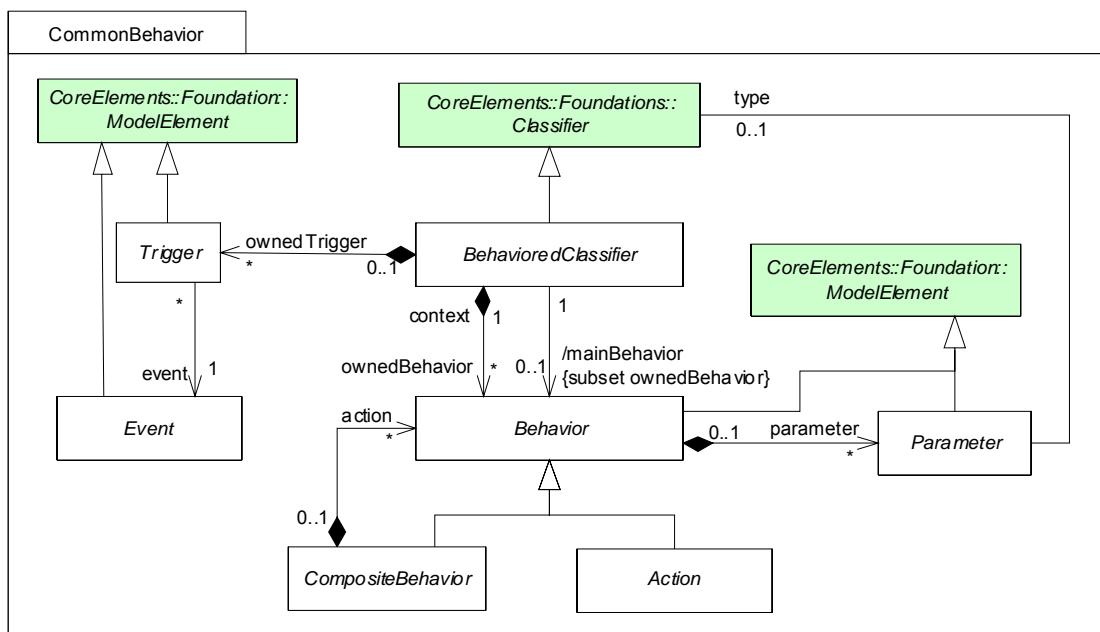 CommonBehavior
CoreElements::Foundation::
ModelElement
CoreElements::Foundations::
Classifier
type
0..1
Trigger
ownedTrigger
*
0..1
BehavioredClassifier
CoreElements::Foundation::
ModelElement
*
event
1
context
1
ownedBehavior
*
1
0..1
/mainBehavior
{subset ownedBehavior}
Event
action
*
Behavior
0..1
parameter
*
Parameter
0..1
CompositeBehavior
Action